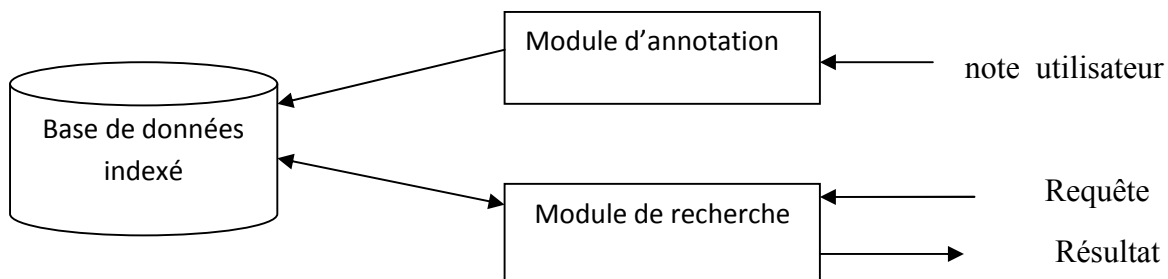 Module d’annotation
note utilisateur
Base de données
indexé
Module de recherche
Requête
Résultat